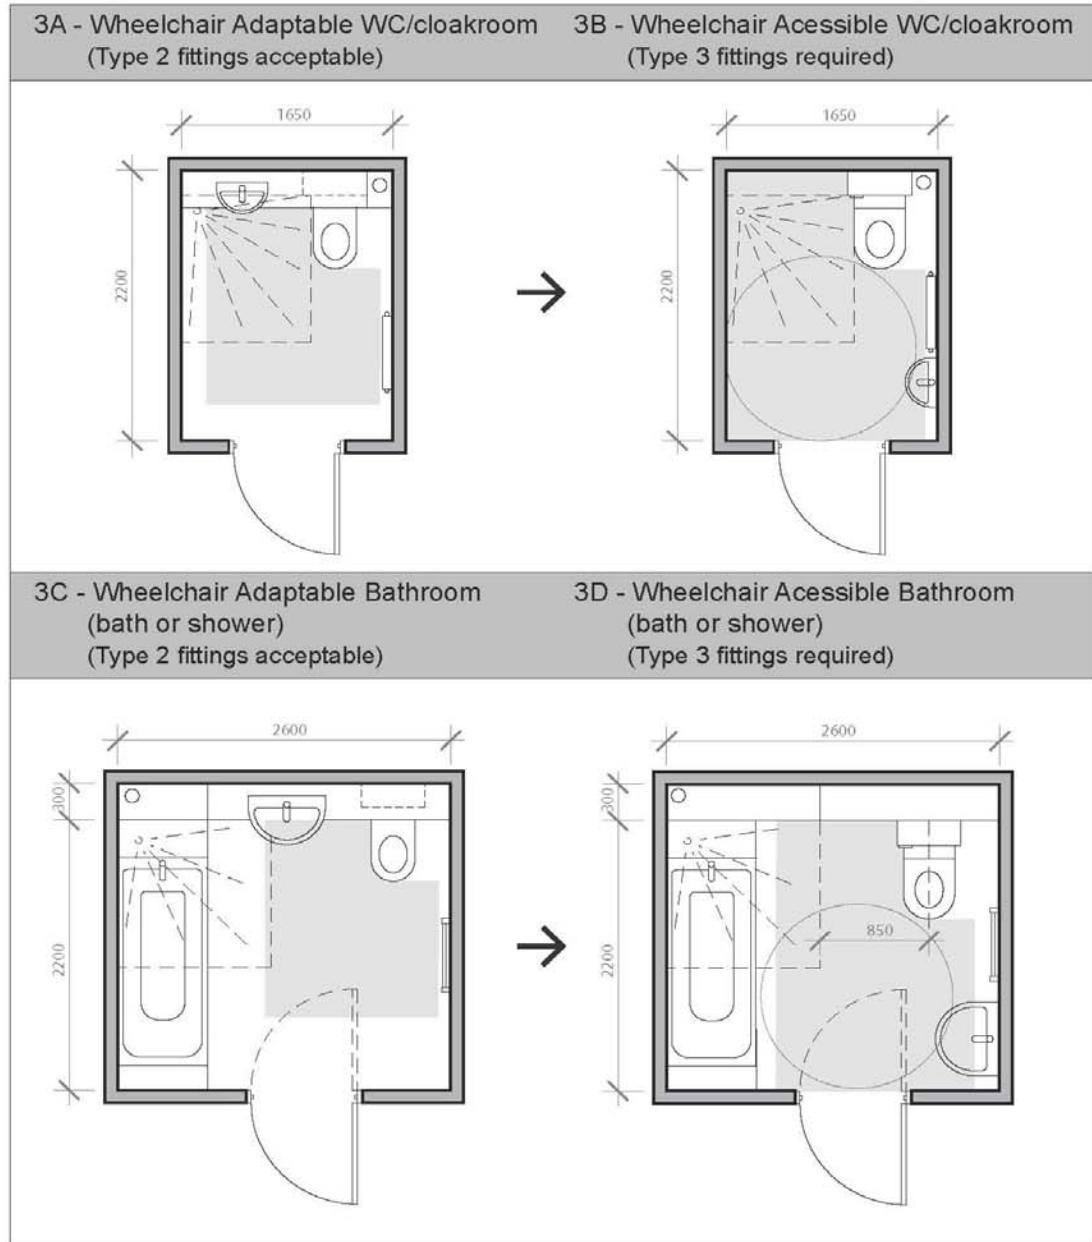 3A - Wheelchair Adaptable WC/cloakroom
(Type 2 fittings acceptable)
3B - Wheelchair Acessible WC/cloakroom
(Type 3 fittings required)
1650
2200
1650
2200
3C - Wheelchair Adaptable Bathroom
(bath or shower)
(Type 2 fittings acceptable)
3D - Wheelchair Acessible Bathroom
(bath or shower)
(Type 3 fittings required)
2600
300
2200
2600
300
850
2200